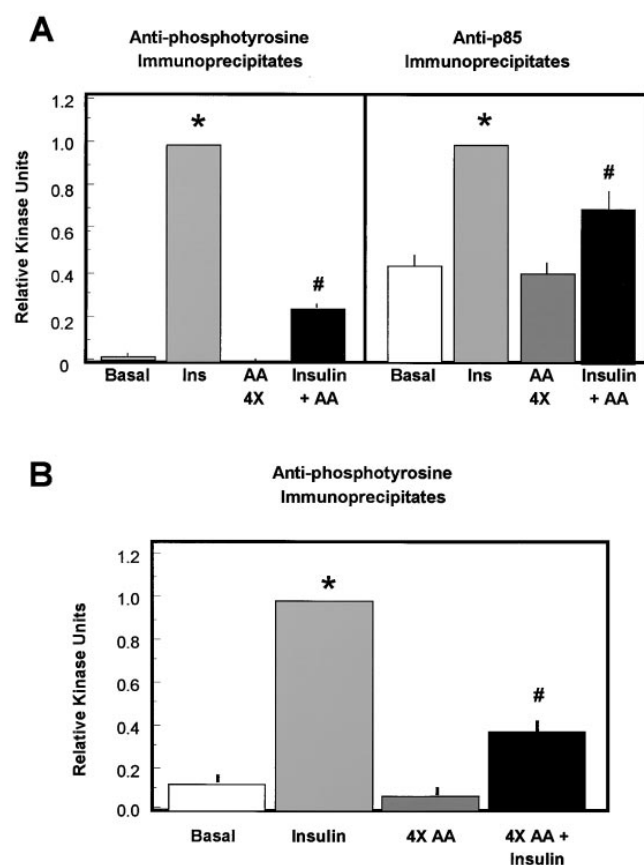 A
Anti-phosphotyrosine
Immunoprecipitates
Anti-p85
Immunoprecipitates
Relative Kinase Units
1.2
1.0
0.8
0.6
0.4
0.2
0
*
#
*
#
Basal Ins AA Insulin Basal Ins AA Insulin
4X + AA 4X + AA
B
Anti-phosphotyrosine
Immunoprecipitates
Relative Kinase Units
1.2
1.0
0.8
0.6
0.4
0.2
0.0
*
#
Basal Insulin 4X AA 4X AA +
Insulin